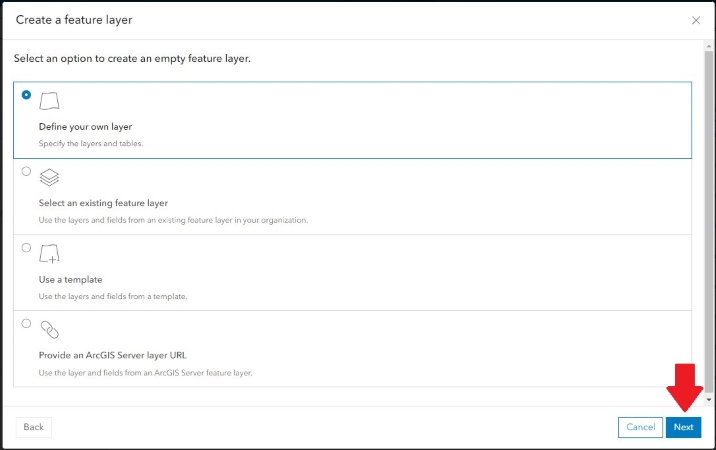 Create a feature layer
Select an option to create an empty feature layer.
Define your own layer
Specify the layers and tables.
Select an existing feature layer
Use the layers and fields from an existing feature layer in your organization.
Use a template
Use the layers and fields from a template.
Provide an ArcGIS Server layer URL
Use the layer and fields from an ArcGIS Server feature layer.
Back
Cancel
Next